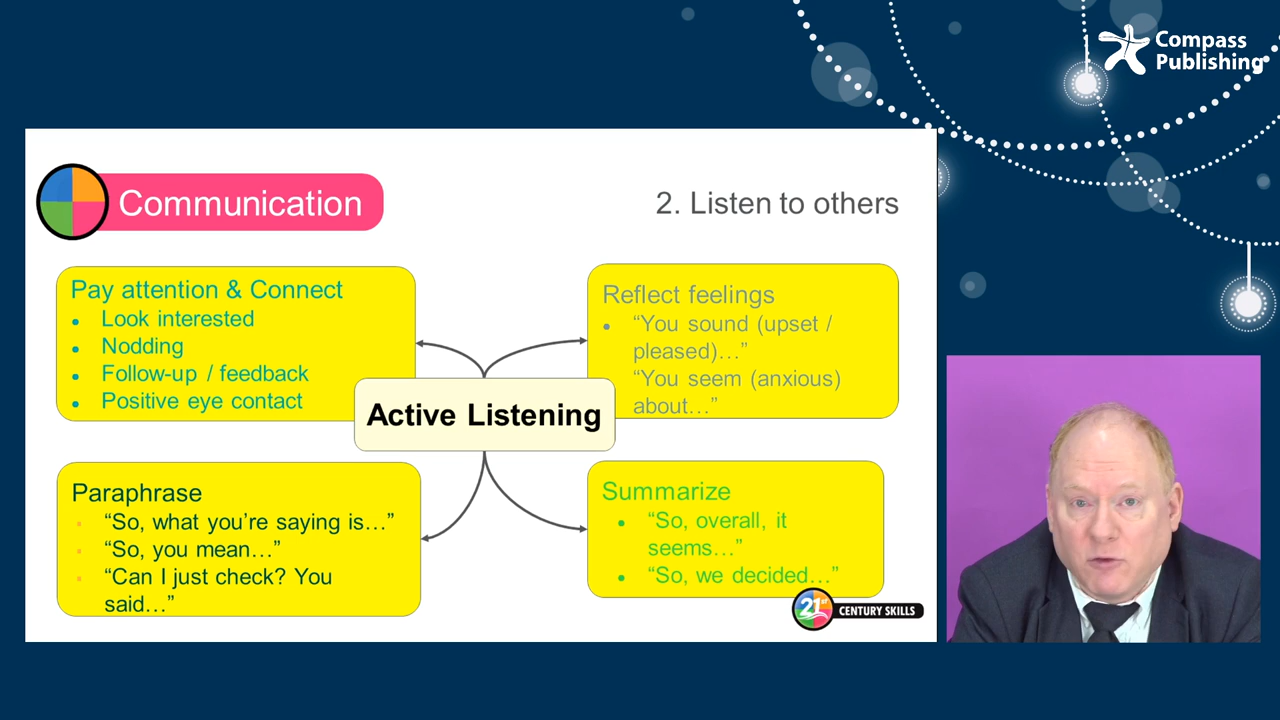 Compass
Publishing
Communication
2. Listen to others
Pay attention & Connect
• Look interested
• Nodding
• Follow-up / feedback
• Positive eye contact
Reflect feelings
• “You sound (upset /
pleased)…”
“You seem (anxious)
about…”
Active Listening
Paraphrase
“So, what you’re saying is…”
“So, you mean…”
“Can I just check? You
said…”
Summarize
• “So, overall, it
seems…”
• “So, we decided…”
21st CENTURY SKILLS